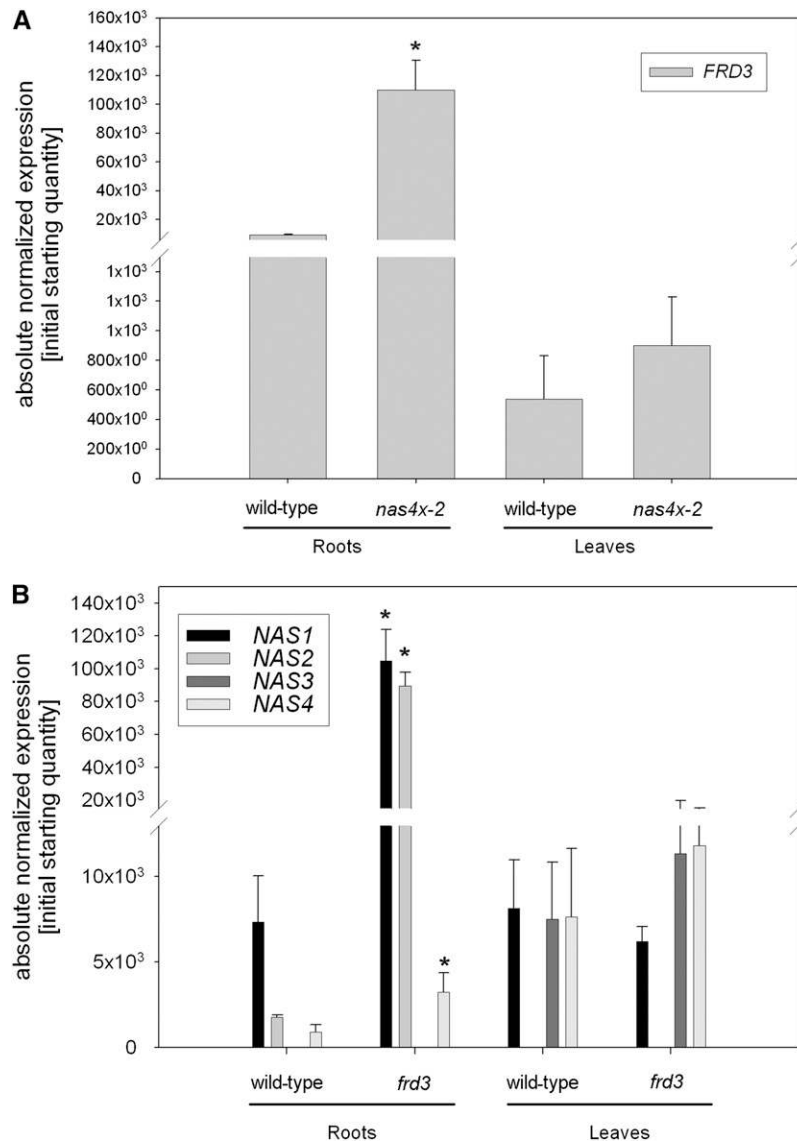 A
absolute normalized expression
[initial starting quantity]
160x10³
140x10³
120x10³
100x10³
80x10³
60x10³
40x10³
20x10³
1x10³
1x10³
1x10³
800x10⁰
600x10⁰
400x10⁰
200x10⁰
0
*
FRD3
wild-type
nas4x-2
wild-type
nas4x-2
Roots
Leaves
B
absolute normalized expression
[initial starting quantity]
140x10³
120x10³
100x10³
80x10³
60x10³
40x10³
20x10³
10x10³
5x10³
0
NAS1
NAS2
NAS3
NAS4
*
*
*
wild-type
frd3
wild-type
frd3
Roots
Leaves